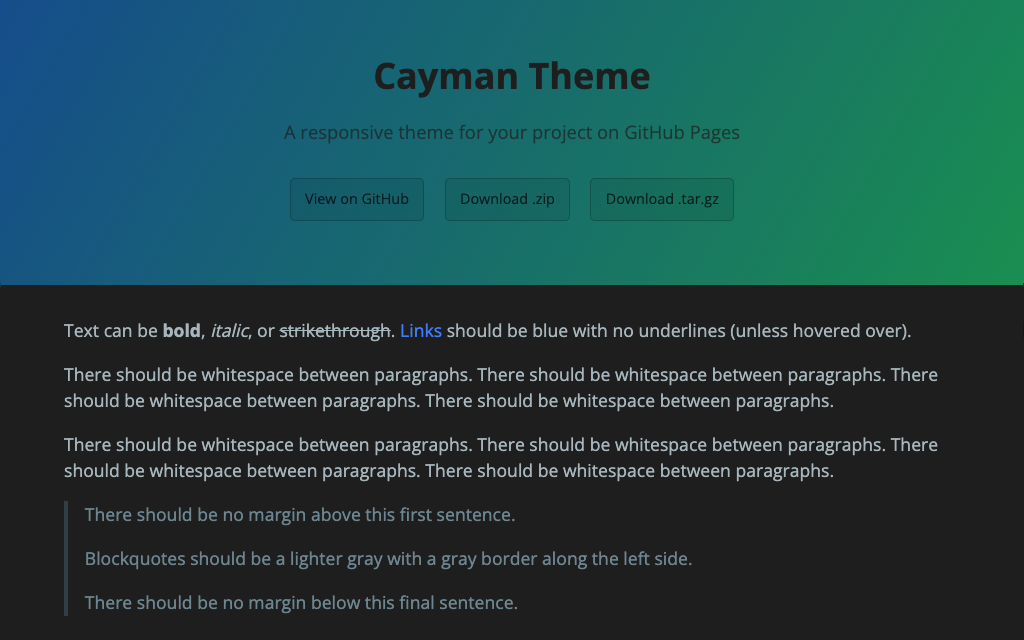 Cayman Theme
A responsive theme for your project on GitHub Pages
View on GitHub
Download .zip
Download .tar.gz
Text can be bold, italic, or strikethrough. Links should be blue with no underlines (unless hovered over).
There should be whitespace between paragraphs. There should be whitespace between paragraphs. There
should be whitespace between paragraphs. There should be whitespace between paragraphs.
There should be whitespace between paragraphs. There should be whitespace between paragraphs. There
should be whitespace between paragraphs. There should be whitespace between paragraphs.
There should be no margin above this first sentence.
Blockquotes should be a lighter gray with a gray border along the left side.
There should be no margin below this final sentence.